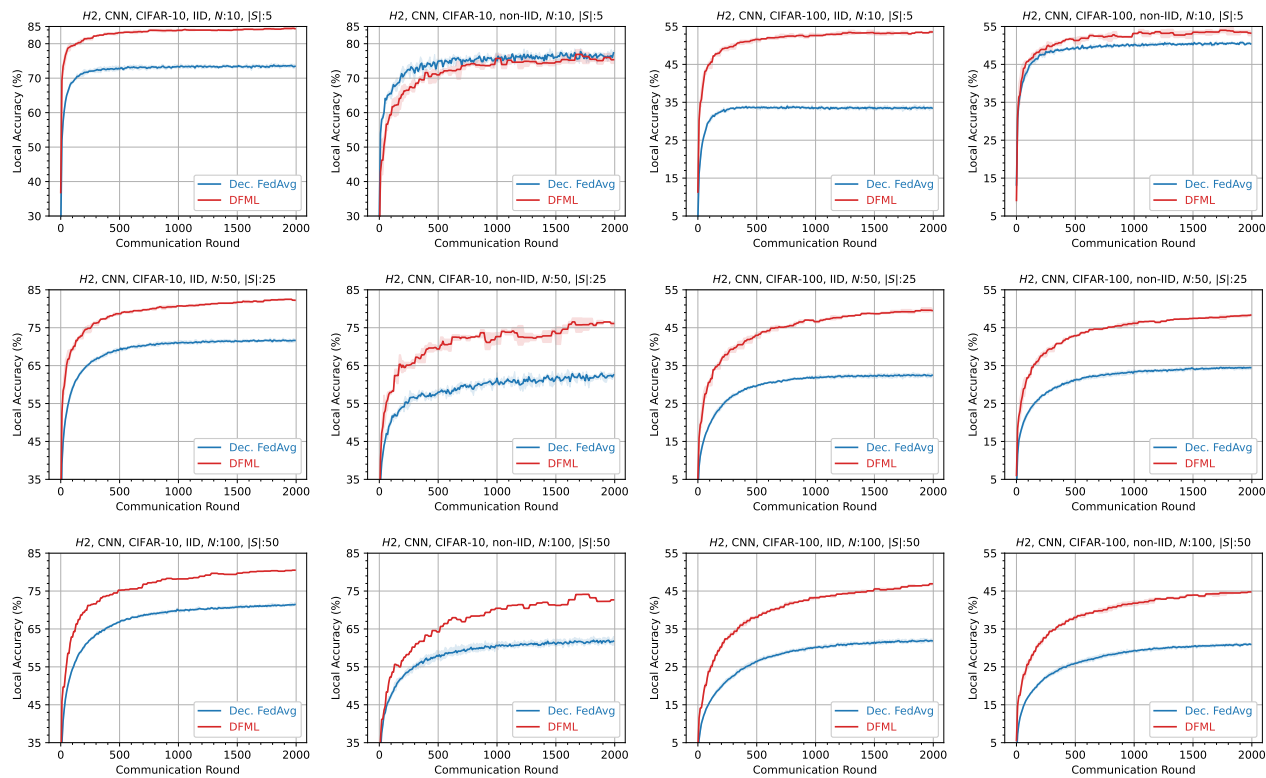 H2, CNN, CIFAR-10, IID, N:10, |S|:5
Local Accuracy (%)
85
80
70
60
50
40
30
0 500 1000 1500 2000
Communication Round
Dec. FedAvg
DFML
H2, CNN, CIFAR-10, non-IID, N:10, |S|:5
Local Accuracy (%)
85
80
70
60
50
40
30
0 500 1000 1500 2000
Communication Round
Dec. FedAvg
DFML
H2, CNN, CIFAR-100, IID, N:10, |S|:5
Local Accuracy (%)
55
45
35
25
15
5
0 500 1000 1500 2000
Communication Round
Dec. FedAvg
DFML
H2, CNN, CIFAR-100, non-IID, N:10, |S|:5
Local Accuracy (%)
55
45
35
25
15
5
0 500 1000 1500 2000
Communication Round
Dec. FedAvg
DFML
H2, CNN, CIFAR-10, IID, N:50, |S|:25
Local Accuracy (%)
85
75
65
55
45
35
0 500 1000 1500 2000
Communication Round
Dec. FedAvg
DFML
H2, CNN, CIFAR-10, non-IID, N:50, |S|:25
Local Accuracy (%)
85
75
65
55
45
35
0 500 1000 1500 2000
Communication Round
Dec. FedAvg
DFML
H2, CNN, CIFAR-100, IID, N:50, |S|:25
Local Accuracy (%)
55
45
35
25
15
5
0 500 1000 1500 2000
Communication Round
Dec. FedAvg
DFML
H2, CNN, CIFAR-100, non-IID, N:50, |S|:25
Local Accuracy (%)
55
45
35
25
15
5
0 500 1000 1500 2000
Communication Round
Dec. FedAvg
DFML
H2, CNN, CIFAR-10, IID, N:100, |S|:50
Local Accuracy (%)
85
75
65
55
45
35
0 500 1000 1500 2000
Communication Round
Dec. FedAvg
DFML
H2, CNN, CIFAR-10, non-IID, N:100, |S|:50
Local Accuracy (%)
85
75
65
55
45
35
0 500 1000 1500 2000
Communication Round
Dec. FedAvg
DFML
H2, CNN, CIFAR-100, IID, N:100, |S|:50
Local Accuracy (%)
55
45
35
25
15
5
0 500 1000 1500 2000
Communication Round
Dec. FedAvg
DFML
H2, CNN, CIFAR-100, non-IID, N:100, |S|:50
Local Accuracy (%)
55
45
35
25
15
5
0 500 1000 1500 2000
Communication Round
Dec. FedAvg
DFML